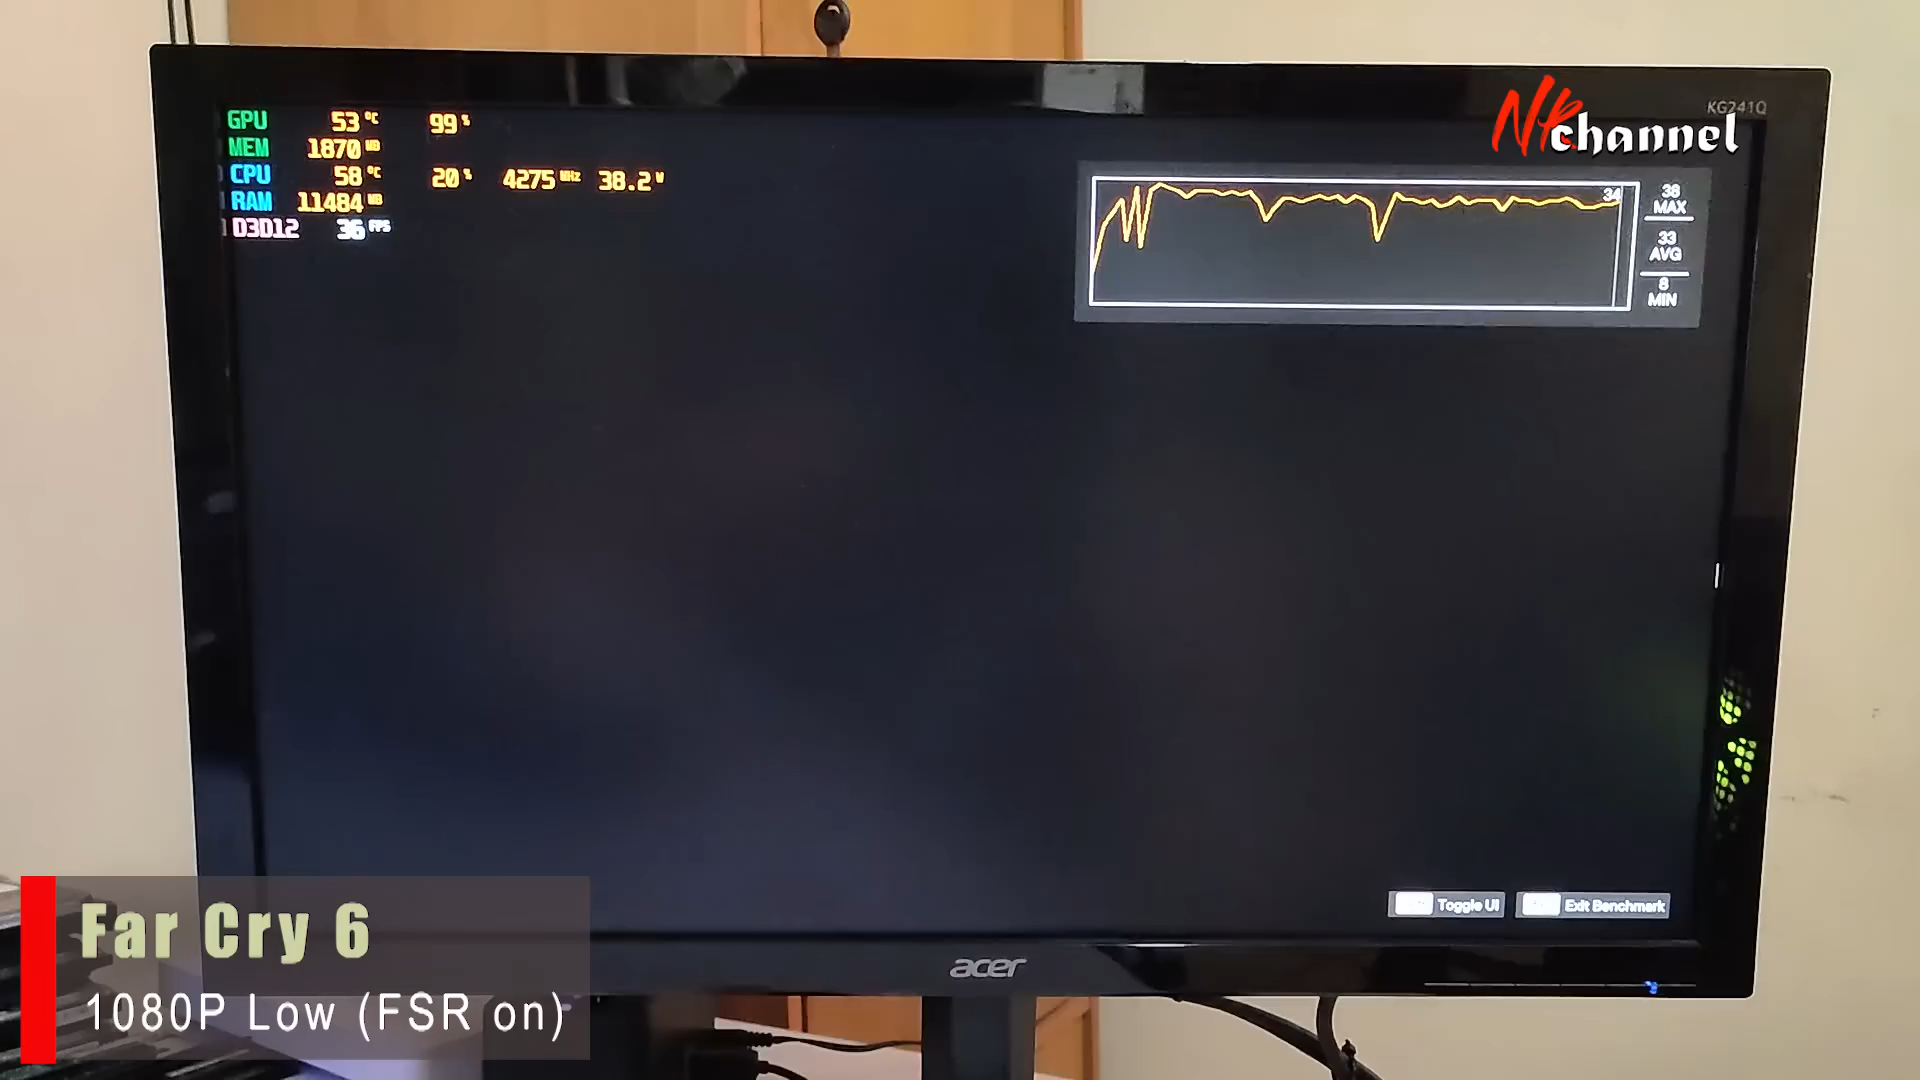 GPU 53 °C 99 %
MEM 1870 MB
CPU 58 °C 20 % 4275 MHz 38.2 W
RAM 11484 MB
D3D12 36 FPS
NR channel
KG241Q
34
38
MAX
33
AVG
8
MIN
Toggle UI
Exit Benchmark
acer
Far Cry 6
1080P Low (FSR on)